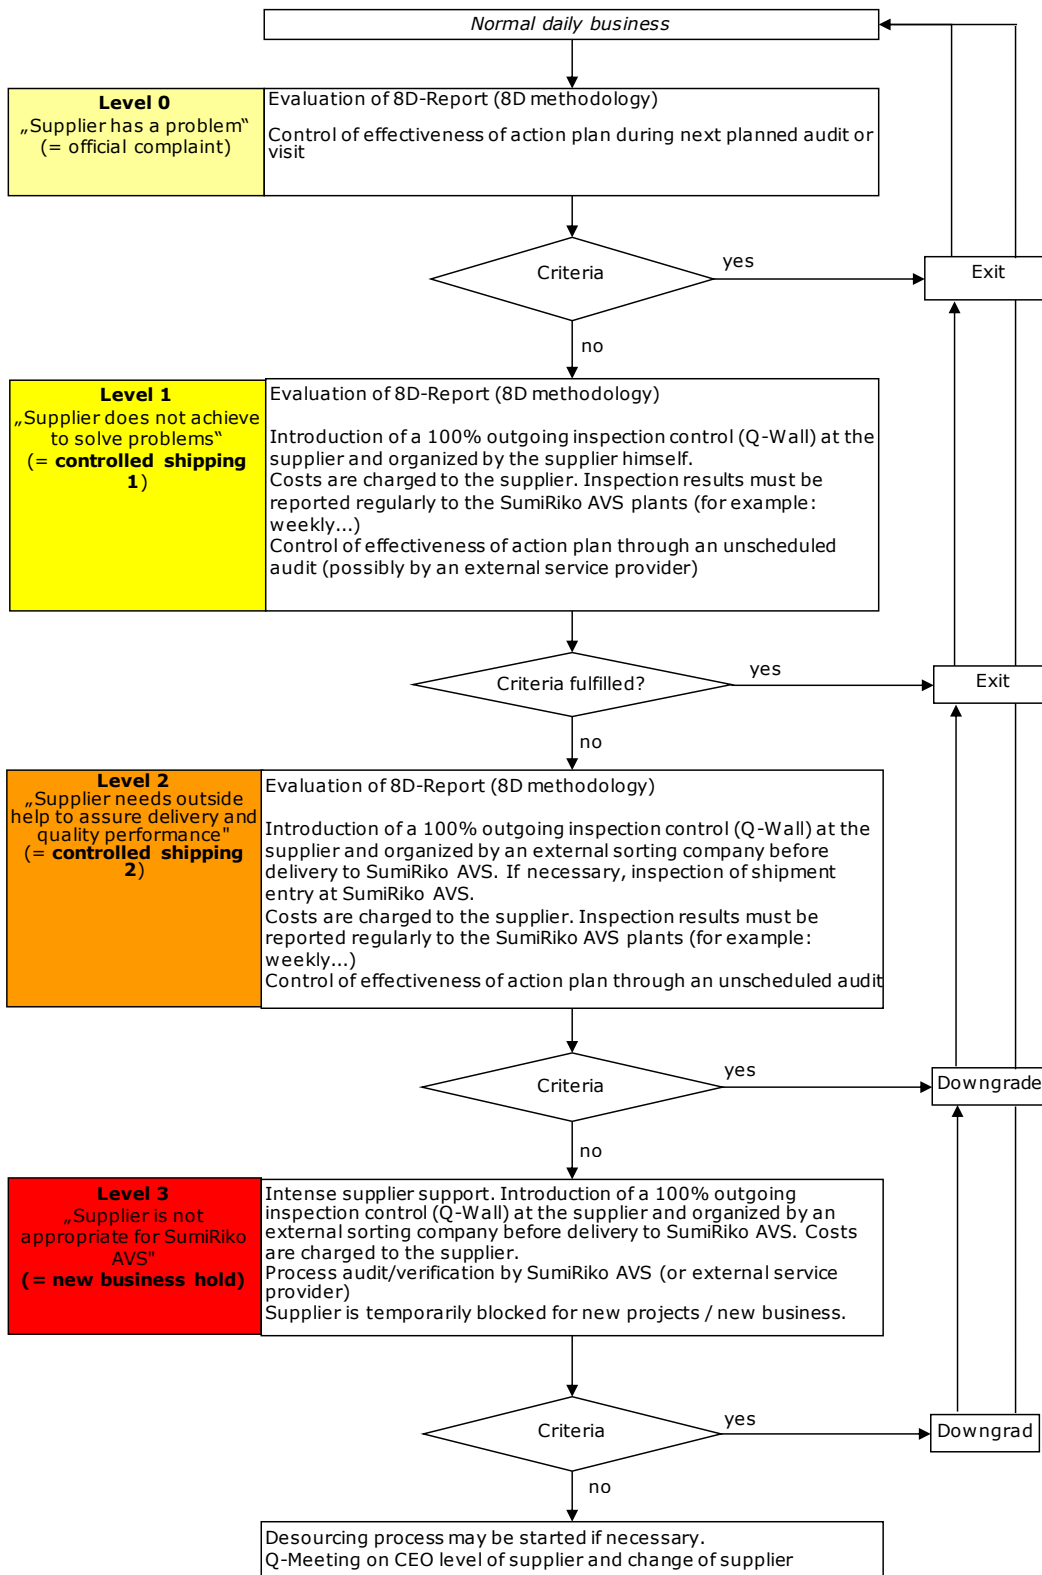 Normal daily business
Level 0
„Supplier has a problem“
(= official complaint)
Evaluation of 8D-Report (8D methodology)
Control of effectiveness of action plan during next planned audit or
visit
Criteria
yes
Exit
no
Level 1
„Supplier does not achieve
to solve problems“
(= controlled shipping
1)
Evaluation of 8D-Report (8D methodology)
Introduction of a 100% outgoing inspection control (Q-Wall) at the
supplier and organized by the supplier himself.
Costs are charged to the supplier. Inspection results must be
reported regularly to the SumiRiko AVS plants (for example:
weekly...)
Control of effectiveness of action plan through an unscheduled
audit (possibly by an external service provider)
Criteria fulfilled?
yes
Exit
no
Level 2
„Supplier needs outside
help to assure delivery and
quality performance"
(= controlled shipping
2)
Evaluation of 8D-Report (8D methodology)
Introduction of a 100% outgoing inspection control (Q-Wall) at the
supplier and organized by an external sorting company before
delivery to SumiRiko AVS. If necessary, inspection of shipment
entry at SumiRiko AVS.
Costs are charged to the supplier. Inspection results must be
reported regularly to the SumiRiko AVS plants (for example:
weekly...)
Control of effectiveness of action plan through an unscheduled audit
Criteria
yes
Downgrade
no
Level 3
„Supplier is not
appropriate for SumiRiko
AVS"
(= new business hold)
Intense supplier support. Introduction of a 100% outgoing
inspection control (Q-Wall) at the supplier and organized by an
external sorting company before delivery to SumiRiko AVS. Costs
are charged to the supplier.
Process audit/verification by SumiRiko AVS (or external service
provider)
Supplier is temporarily blocked for new projects / new business.
Criteria
yes
Downgrad
no
Desourcing process may be started if necessary.
Q-Meeting on CEO level of supplier and change of supplier